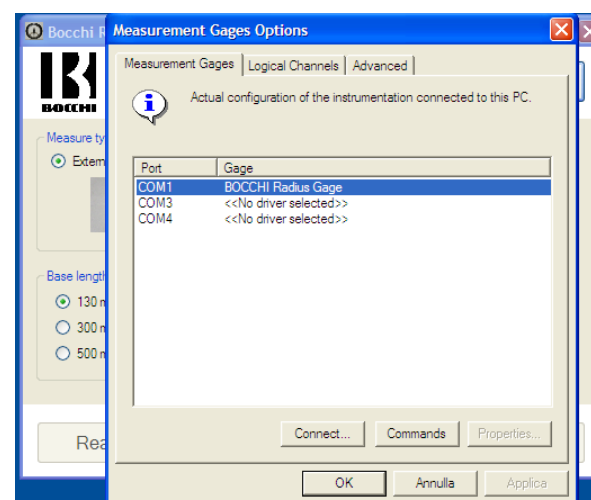 Bocchi R
Measurement Gages Options
BOCCHI
Measurement Gages
Logical Channels
Advanced
Actual configuration of the instrumentation connected to this PC.
Measure ty
Extern
Port Gage
COM1 BOCCHI Radius Gage
COM3 <<No driver selected>>
COM4 <<No driver selected>>
Base length
130 m
300 m
500 m
Connect... Commands Properties...
Rea
OK Annulla Applica